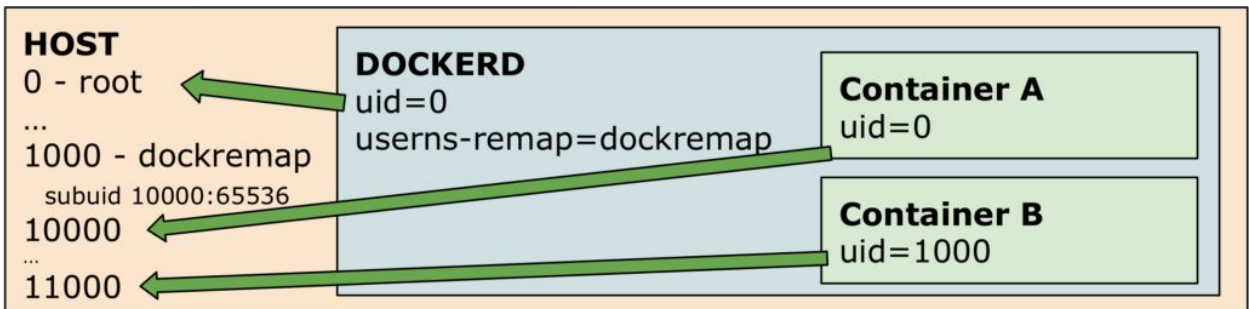 HOST
0 - root
...
1000 - dockremap
subuid 10000:65536
10000
...
11000
DOCKERD
uid=0
userns-remap=dockremap
Container A
uid=0
Container B
uid=1000